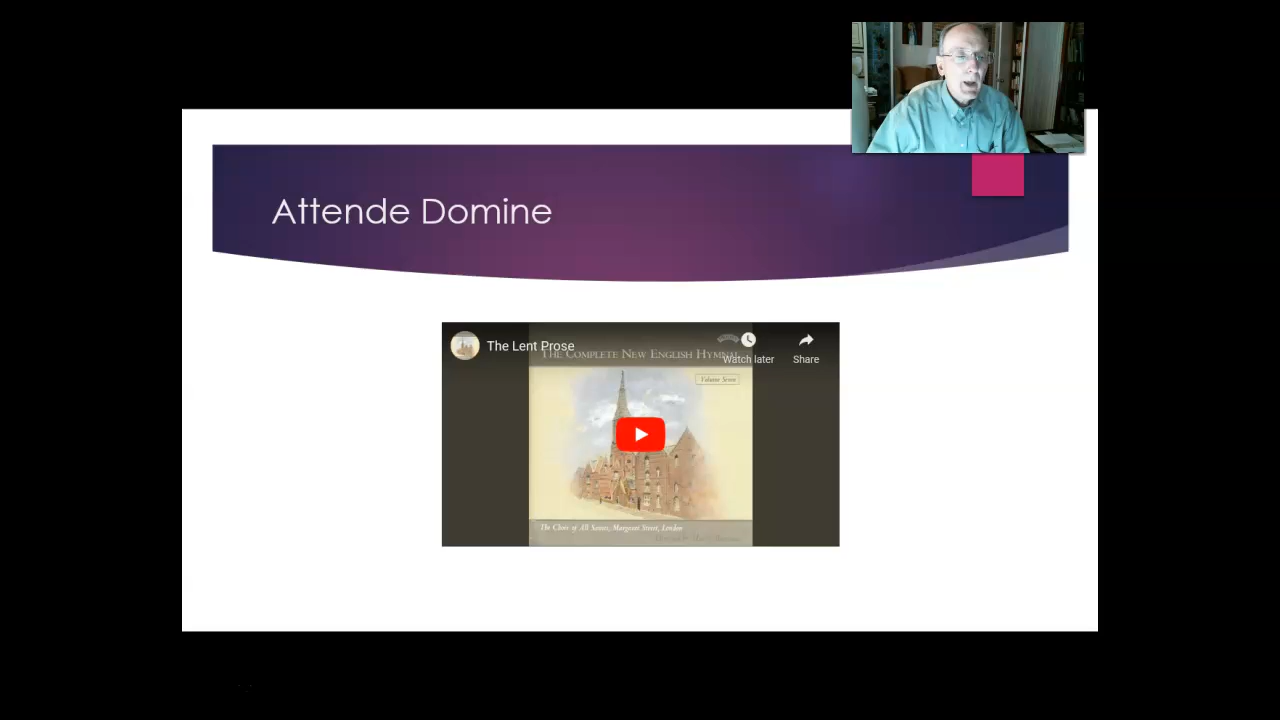 Attende Domine
The Lent Prose
THE COMPLETE NEW ENGLISH HYMNAL
Watch later
Share
Volume Seven
The Choir of All Saints, Margaret Street, London